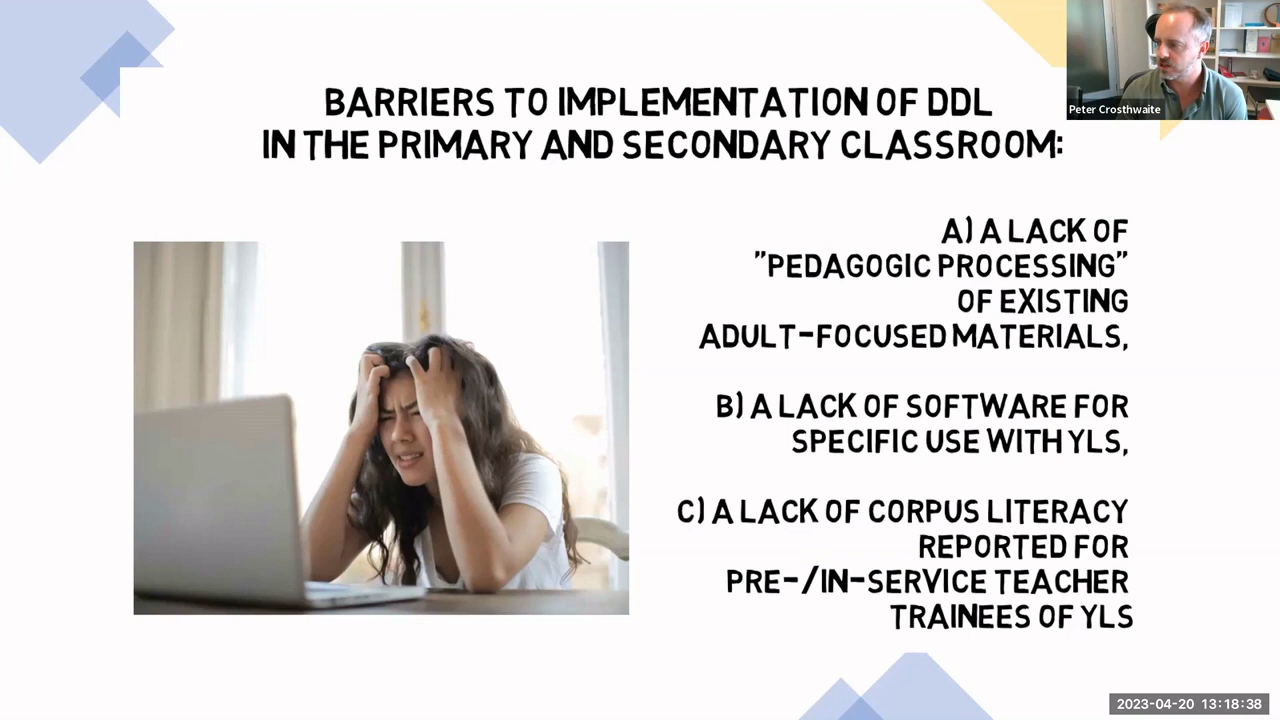 BARRIERS TO IMPLEMENTATION OF DDL
IN THE PRIMARY AND SECONDARY CLASSROOM:
Peter Crosthwaite
A) A LACK OF
"PEDAGOGIC PROCESSING"
OF EXISTING
ADULT-FOCUSED MATERIALS,
B) A LACK OF SOFTWARE FOR
SPECIFIC USE WITH YLS,
C) A LACK OF CORPUS LITERACY
REPORTED FOR
PRE-/IN-SERVICE TEACHER
TRAINEES OF YLS
2023-04-20 13:18:38